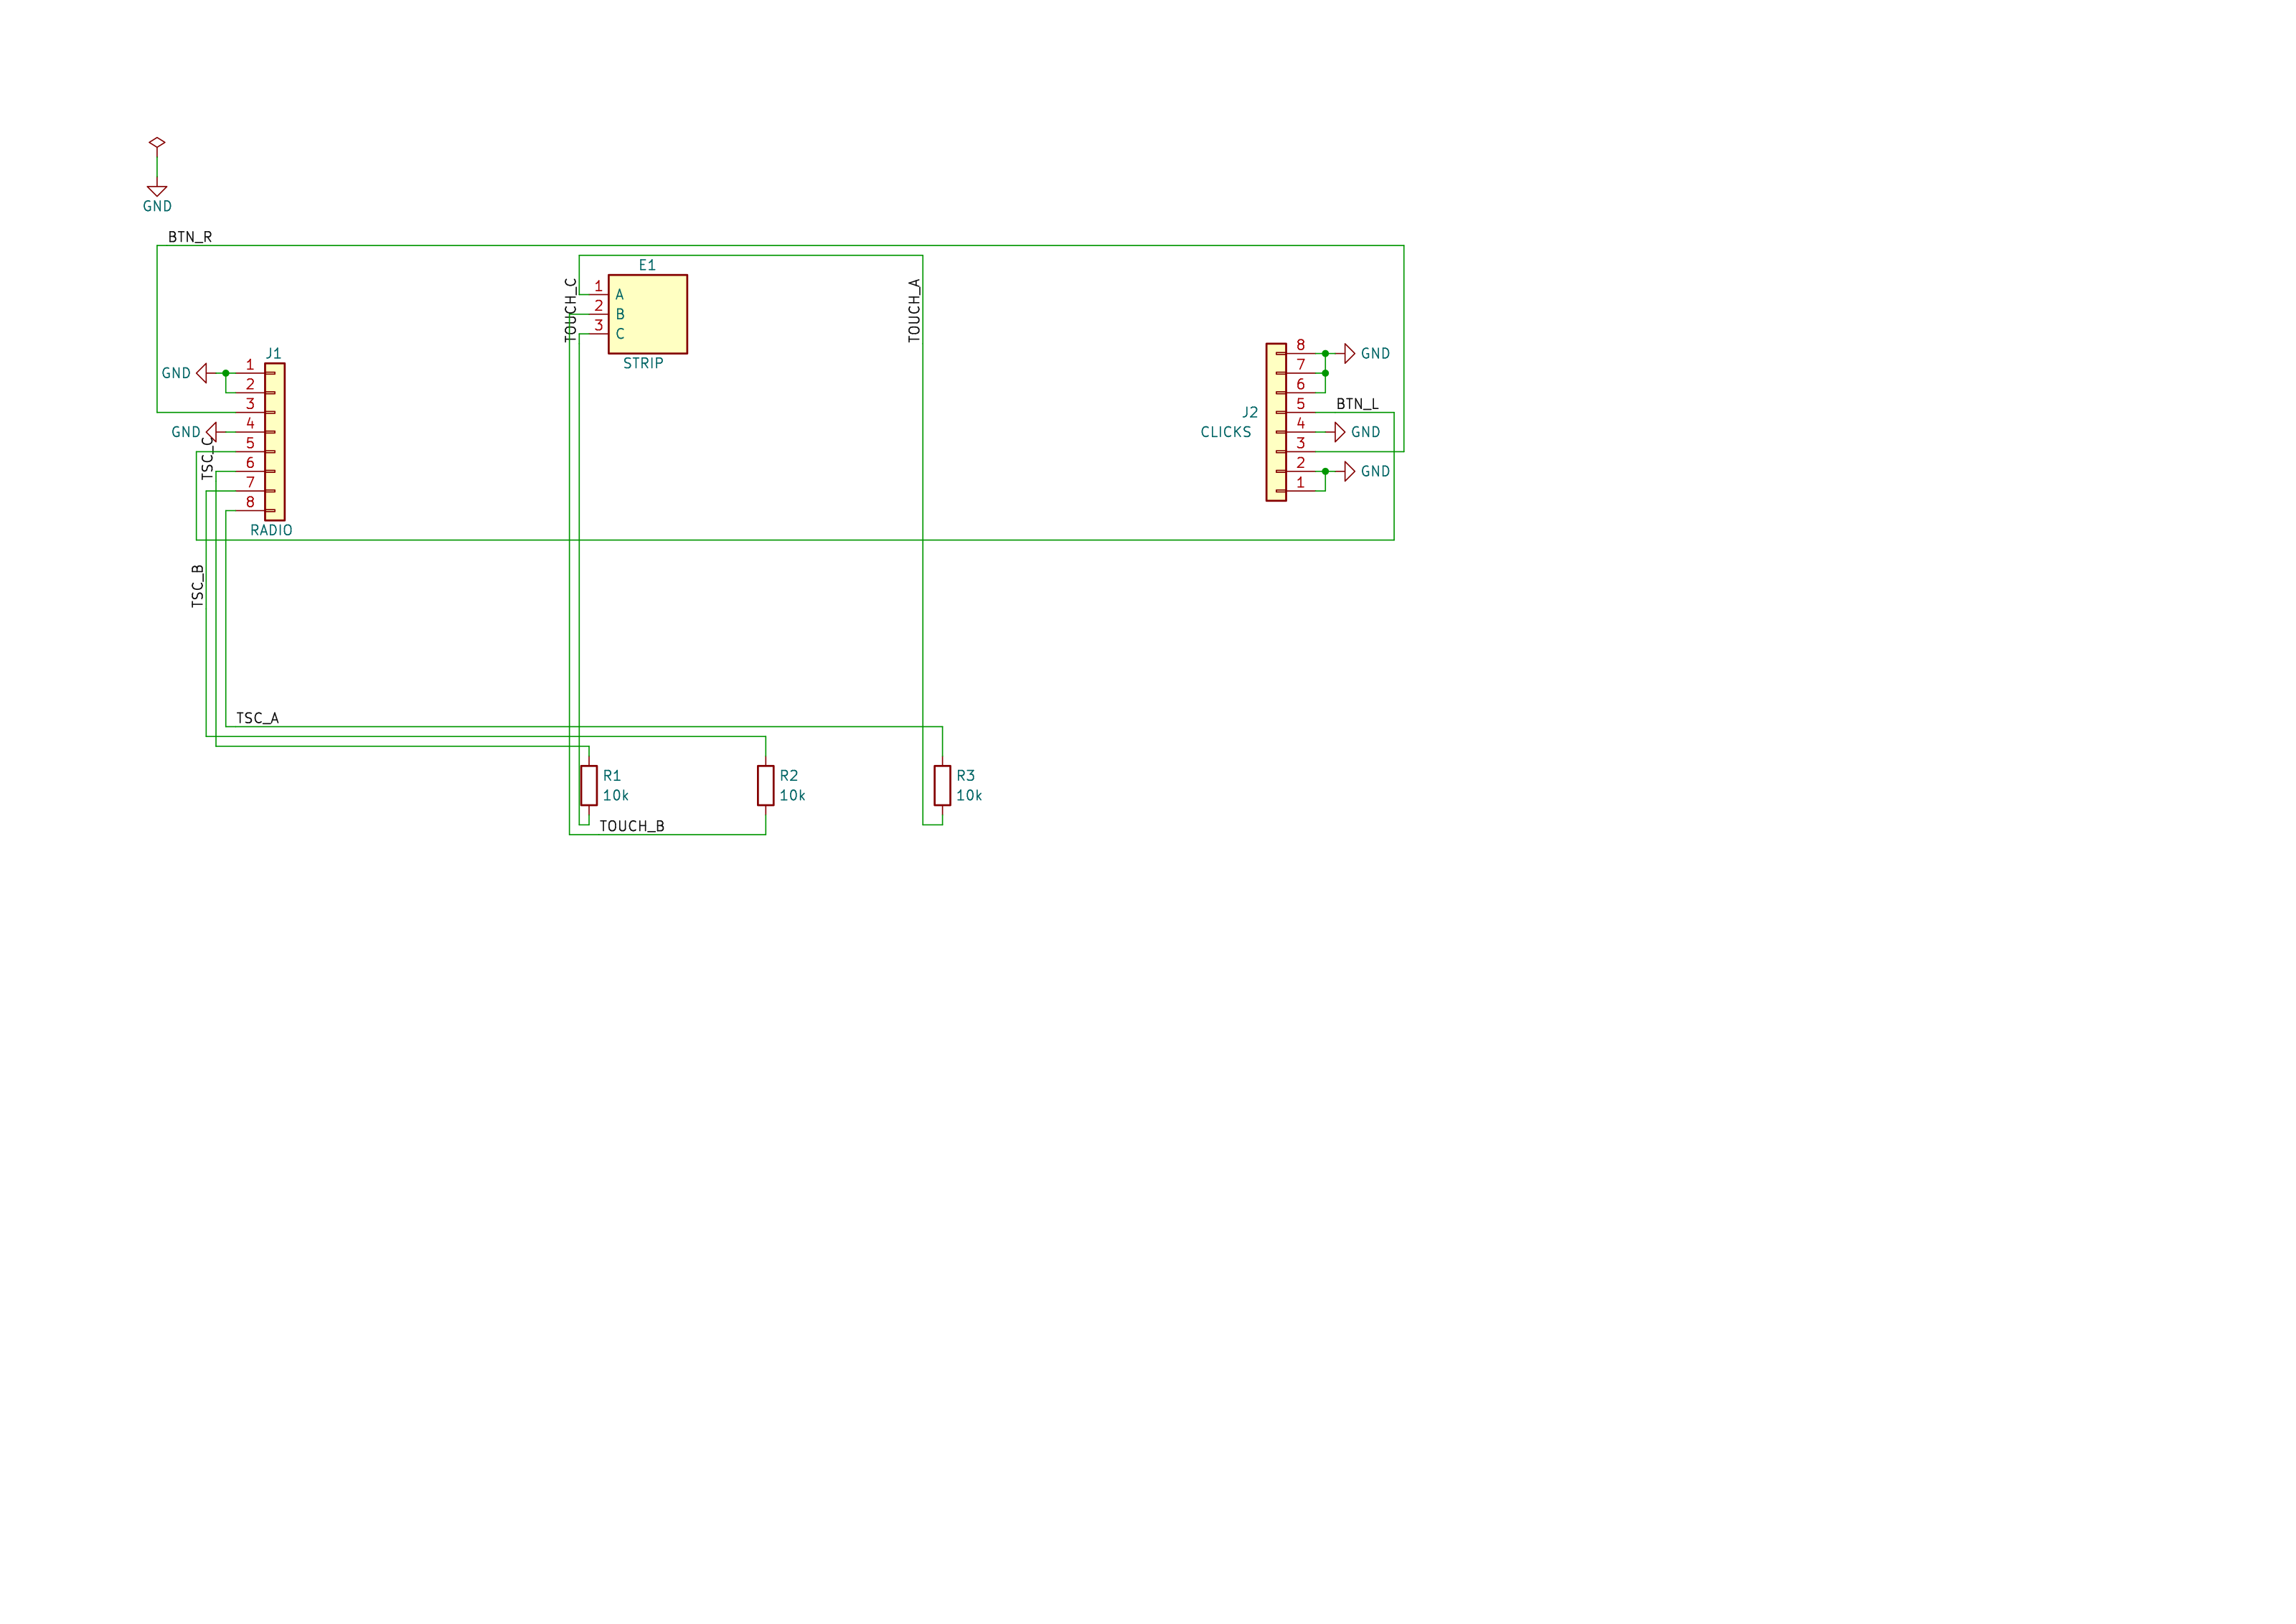 GND
BTN_R
E1
TOUCH_C
TOUCH_A
1 A
2 B
3 C
STRIP
J1
GND 1
2
3
GND 4
5
6
7
8
TSC_C
RADIO
8 GND
7
6
5 BTN_L
J2
CLICKS
4 GND
3
2 GND
1
TSC_B
TSC_A
R1
10k
R2
10k
R3
10k
TOUCH_B